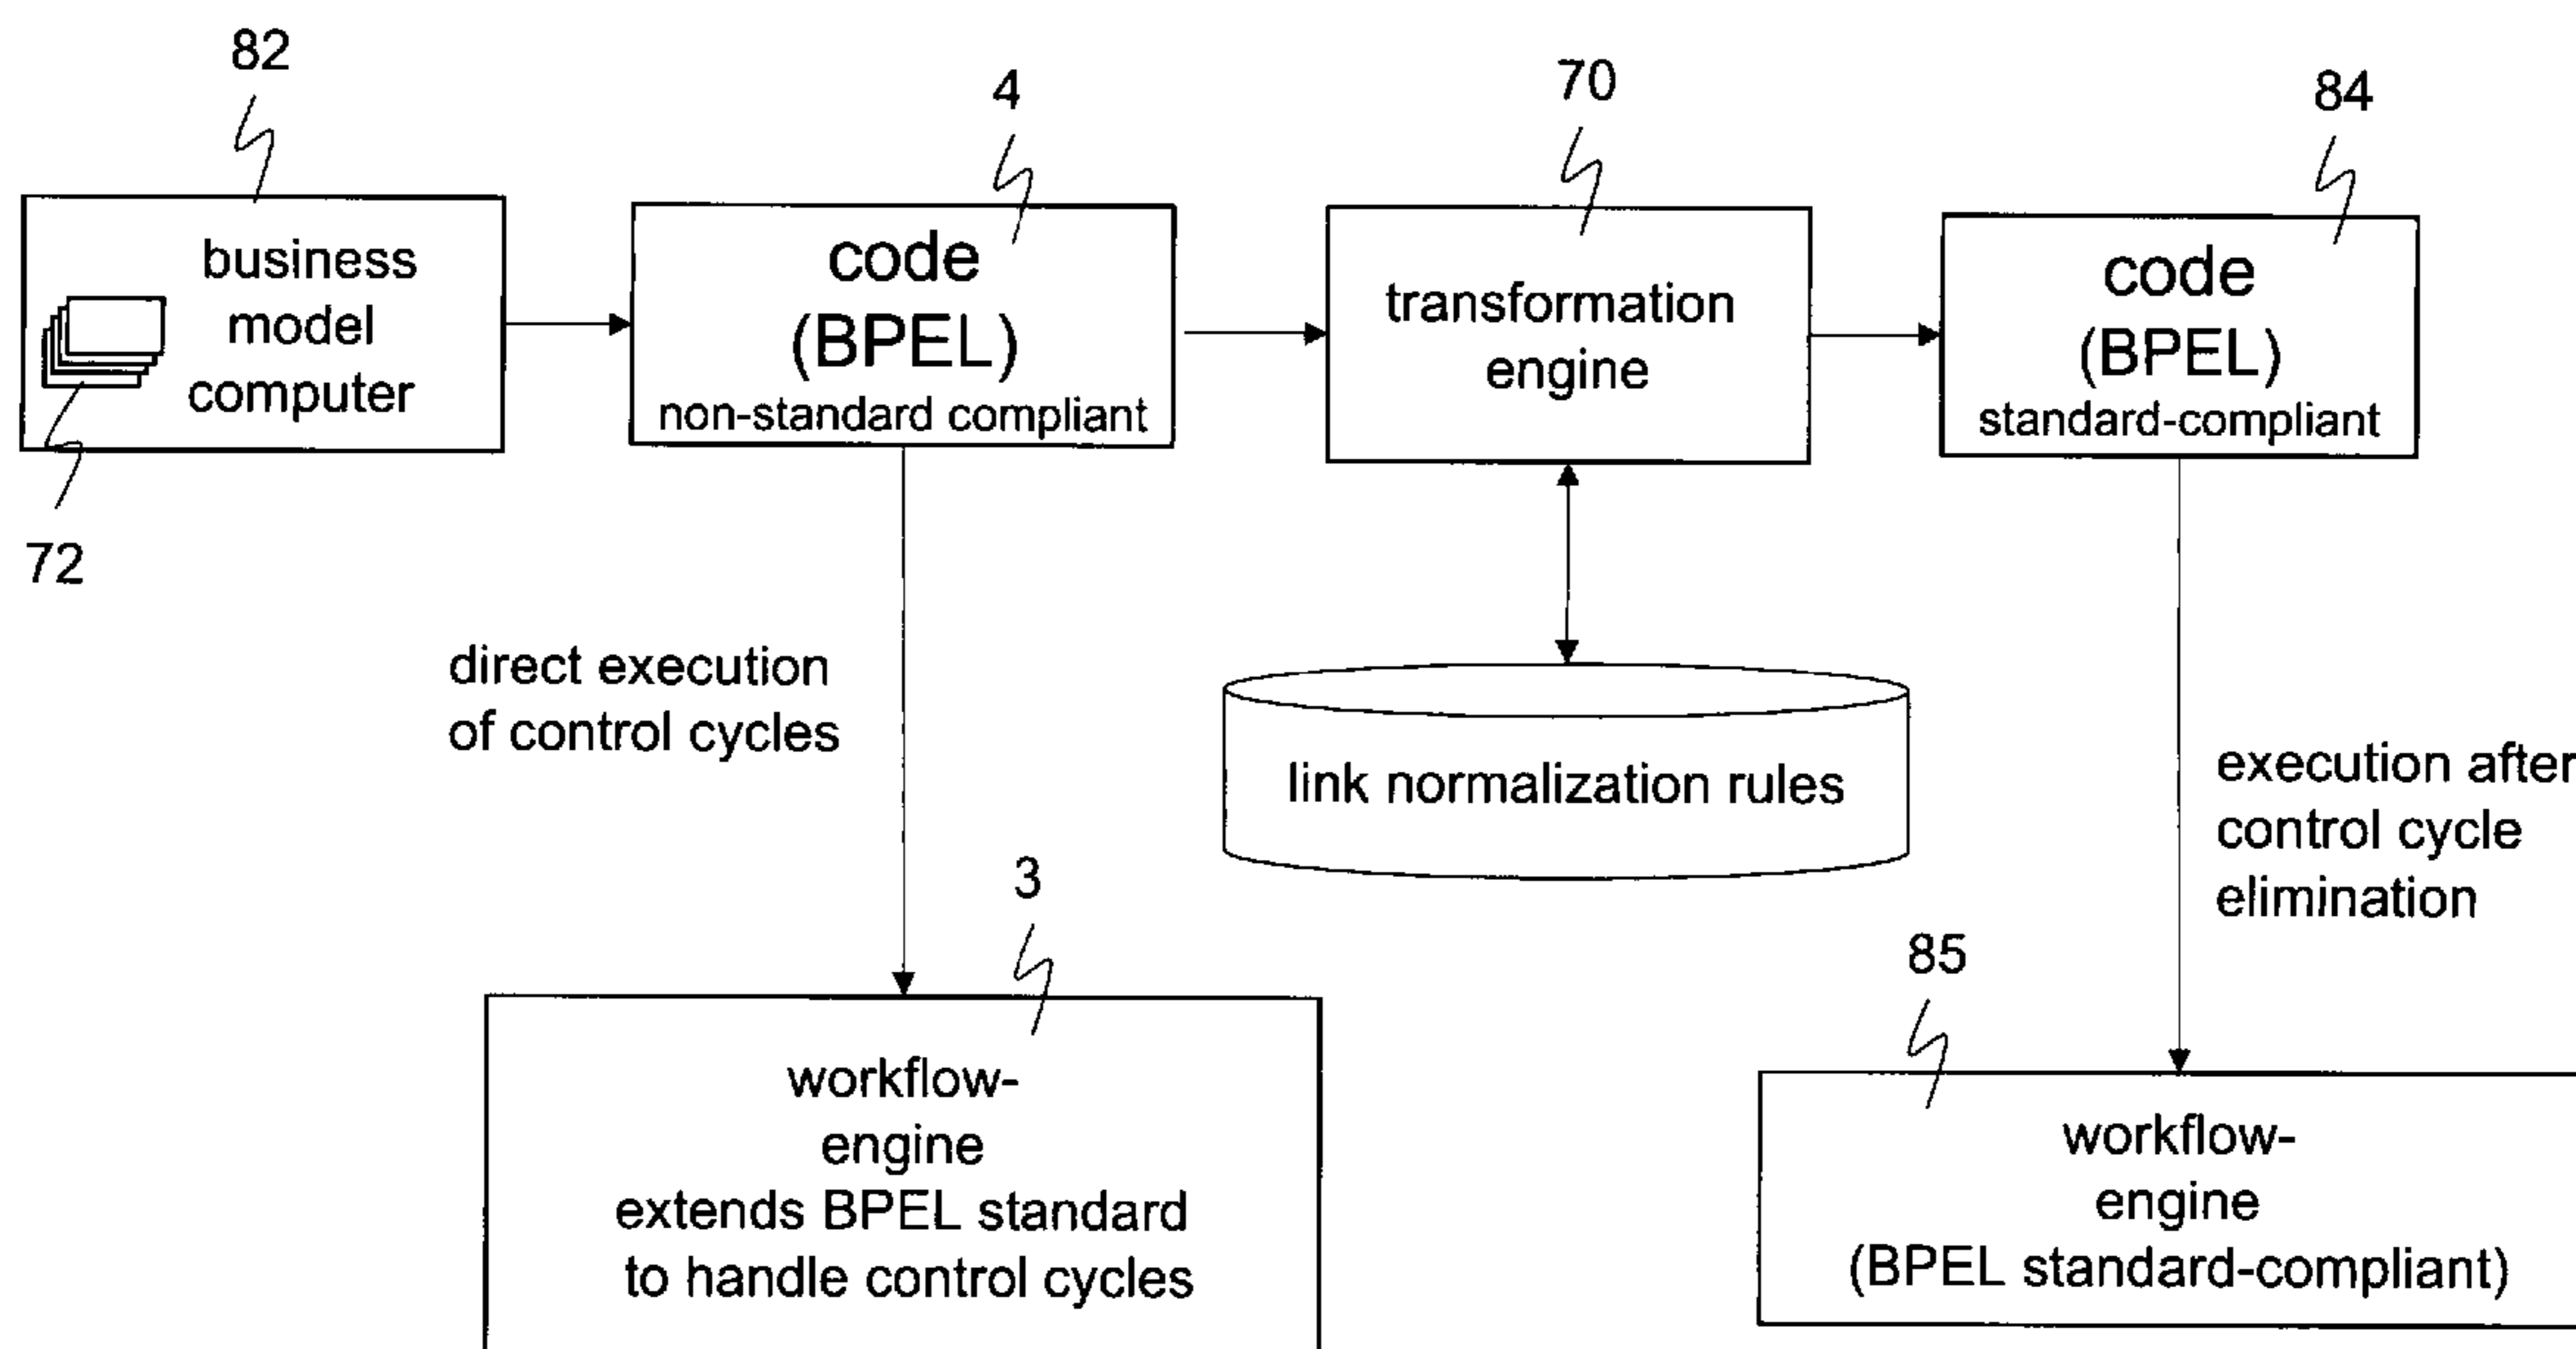 82
4
70
84
business
model
computer
code
(BPEL)
non-standard compliant
transformation
engine
code
(BPEL)
standard-compliant
72
direct execution
of control cycles
link normalization rules
execution after
control cycle
elimination
3
85
workflow-
engine
extends BPEL standard
to handle control cycles
workflow-
engine
(BPEL standard-compliant)